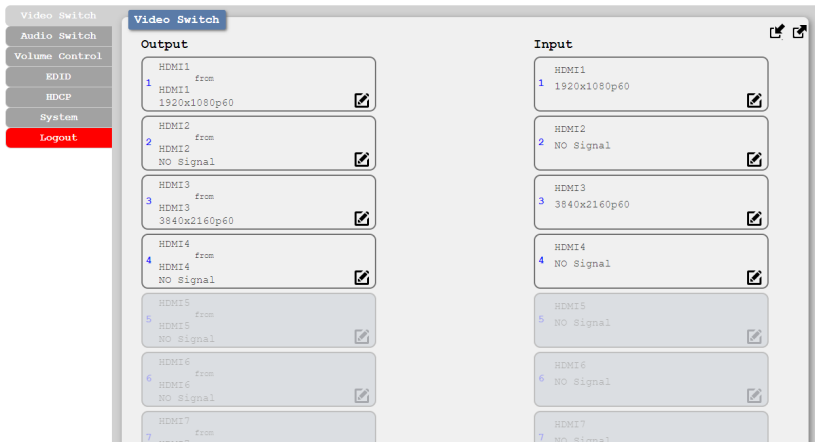 Video Switch
Audio Switch
Volume Control
EDID
HDCP
System
Logout
Video Switch
Output
1
HDMI1
from
HDMI1
1920x1080p60
2
HDMI2
from
HDMI2
NO Signal
3
HDMI3
from
HDMI3
3840x2160p60
4
HDMI4
from
HDMI4
NO Signal
5
HDMI5
from
HDMI5
NO Signal
6
HDMI6
from
HDMI6
NO Signal
7
HDMI7
from
Input
1
HDMI1
1920x1080p60
2
HDMI2
NO Signal
3
HDMI3
3840x2160p60
4
HDMI4
NO Signal
5
HDMI5
NO Signal
6
HDMI6
NO Signal
7
HDMI7
NO Signal